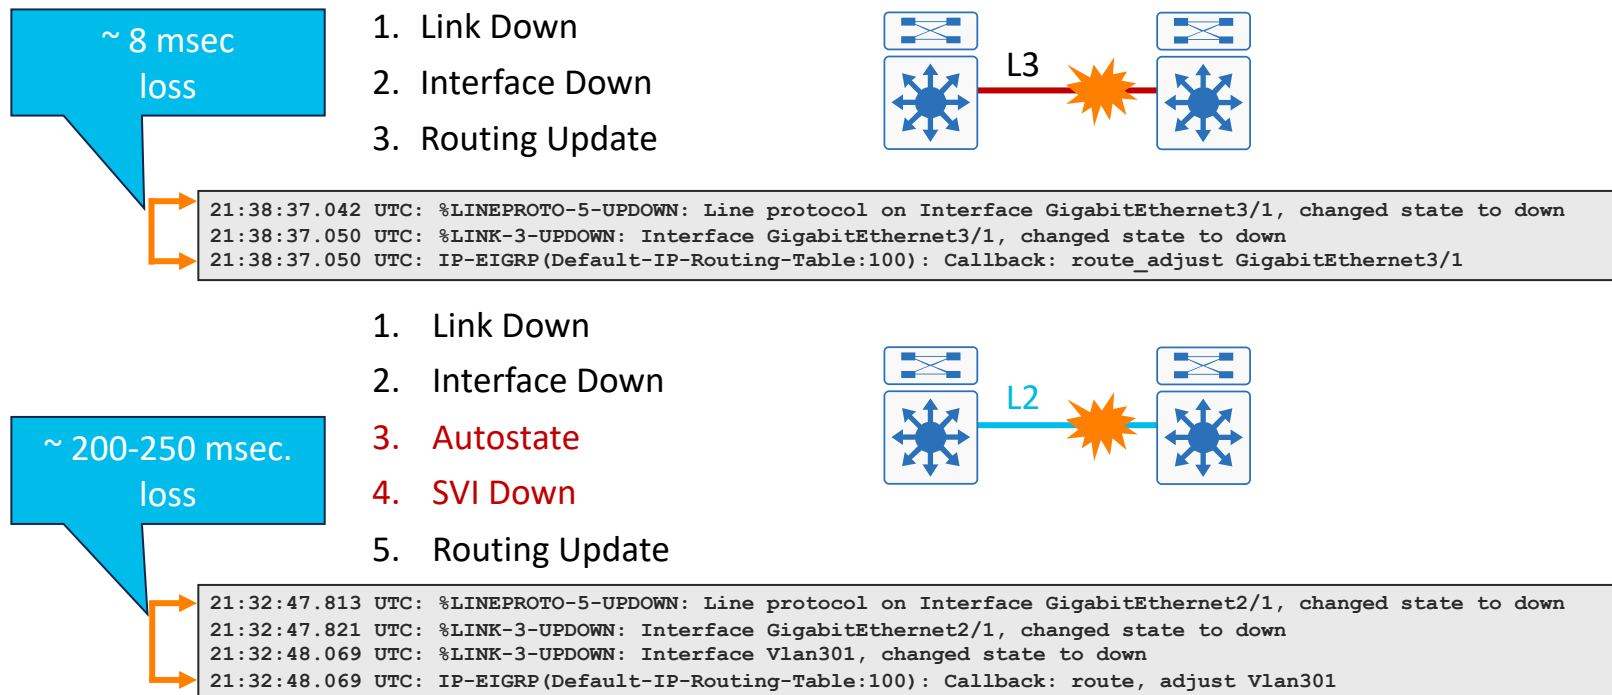 ~ 8 msec
loss
1. Link Down
2. Interface Down
3. Routing Update
L3
21:38:37.042 UTC: %LINEPROTO-5-UPDOWN: Line protocol on Interface GigabitEthernet3/1, changed state to down
21:38:37.050 UTC: %LINK-3-UPDOWN: Interface GigabitEthernet3/1, changed state to down
21:38:37.050 UTC: IP-EIGRP(Default-IP-Routing-Table:100): Callback: route_adjust GigabitEthernet3/1
~ 200-250 msec.
loss
1. Link Down
2. Interface Down
3. Autostate
4. SVI Down
5. Routing Update
L2
21:32:47.813 UTC: %LINEPROTO-5-UPDOWN: Line protocol on Interface GigabitEthernet2/1, changed state to down
21:32:47.821 UTC: %LINK-3-UPDOWN: Interface GigabitEthernet2/1, changed state to down
21:32:48.069 UTC: %LINK-3-UPDOWN: Interface Vlan301, changed state to down
21:32:48.069 UTC: IP-EIGRP(Default-IP-Routing-Table:100): Callback: route, adjust Vlan301